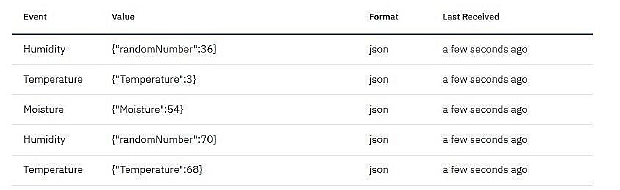 Event Value Format Last Received
Humidity {"randomNumber":36} json a few seconds ago
Temperature {"Temperature":3} json a few seconds ago
Moisture {"Moisture":54} json a few seconds ago
Humidity {"randomNumber":70} json a few seconds ago
Temperature {"Temperature":68} json a few seconds ago